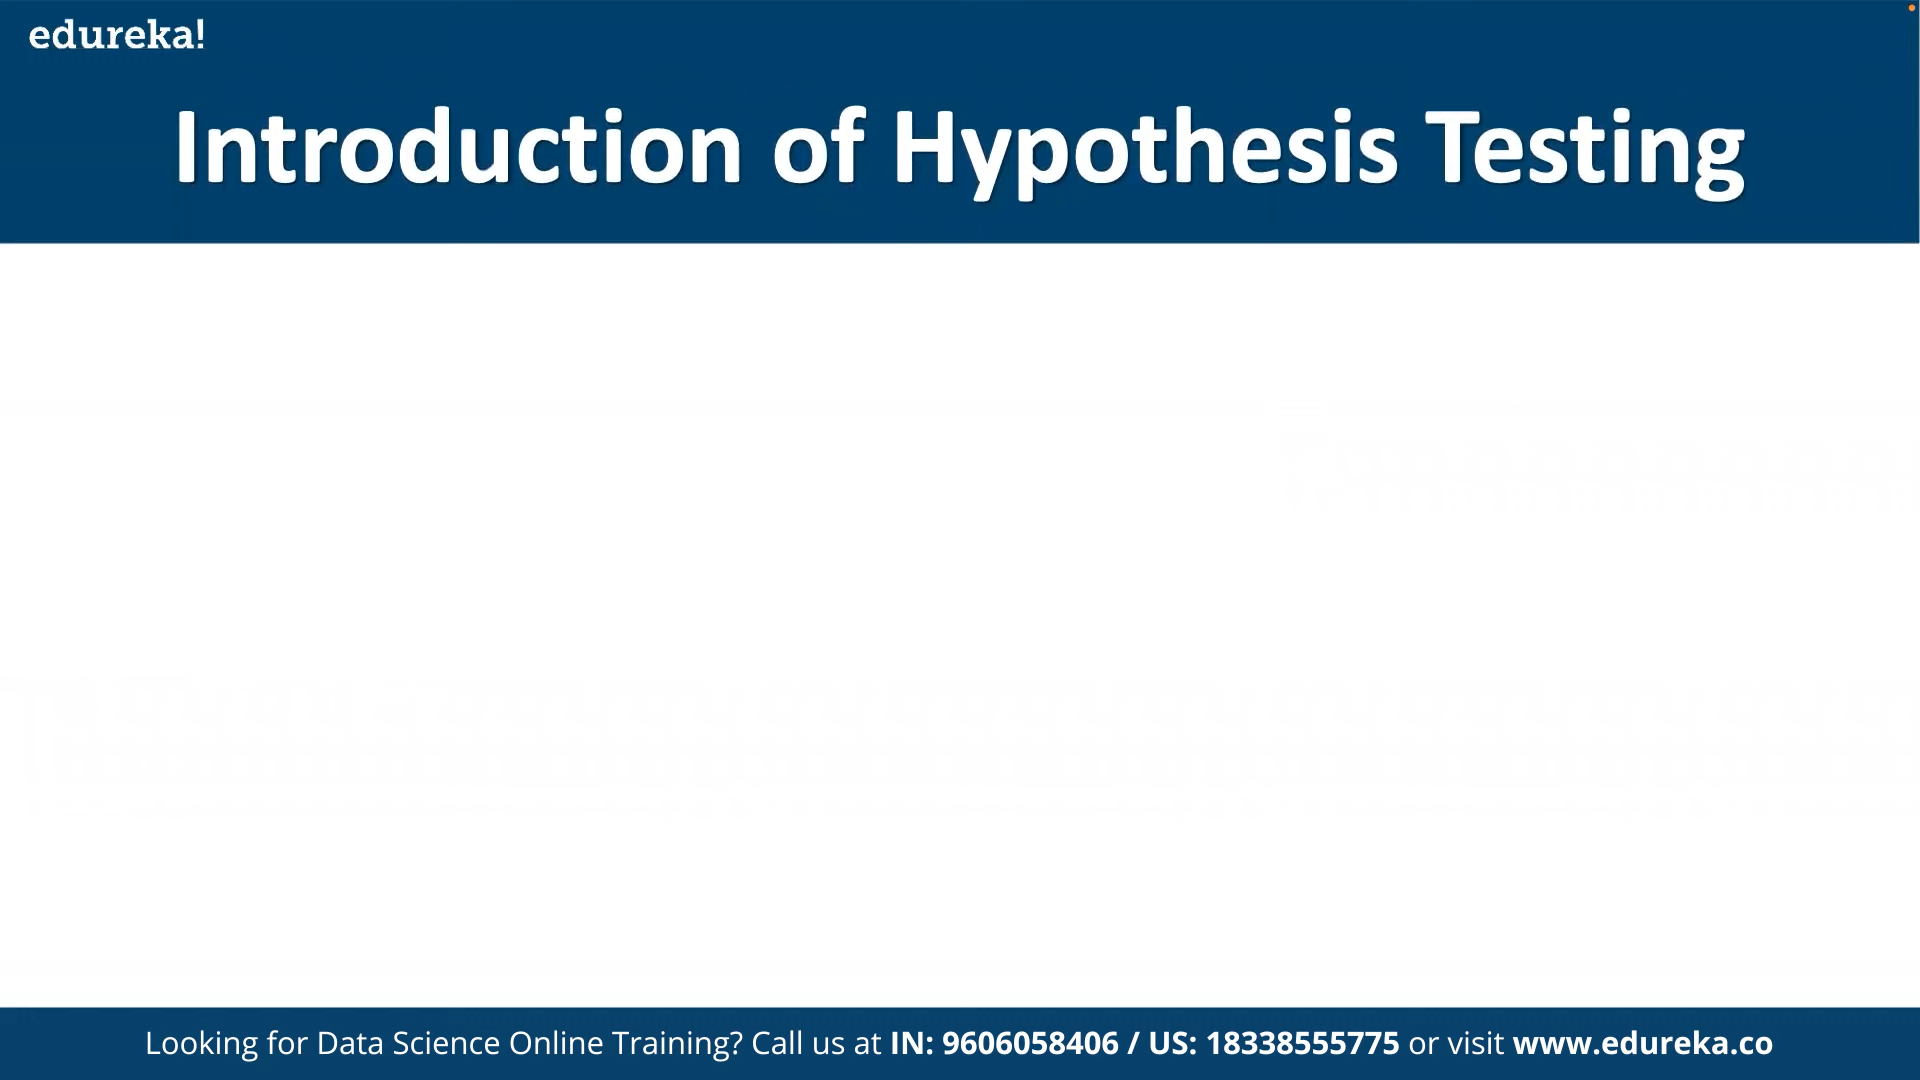 edureka!
Introduction of Hypothesis Testing
Looking for Data Science Online Training? Call us at IN: 9606058406 / US: 18338555775 or visit www.edureka.co